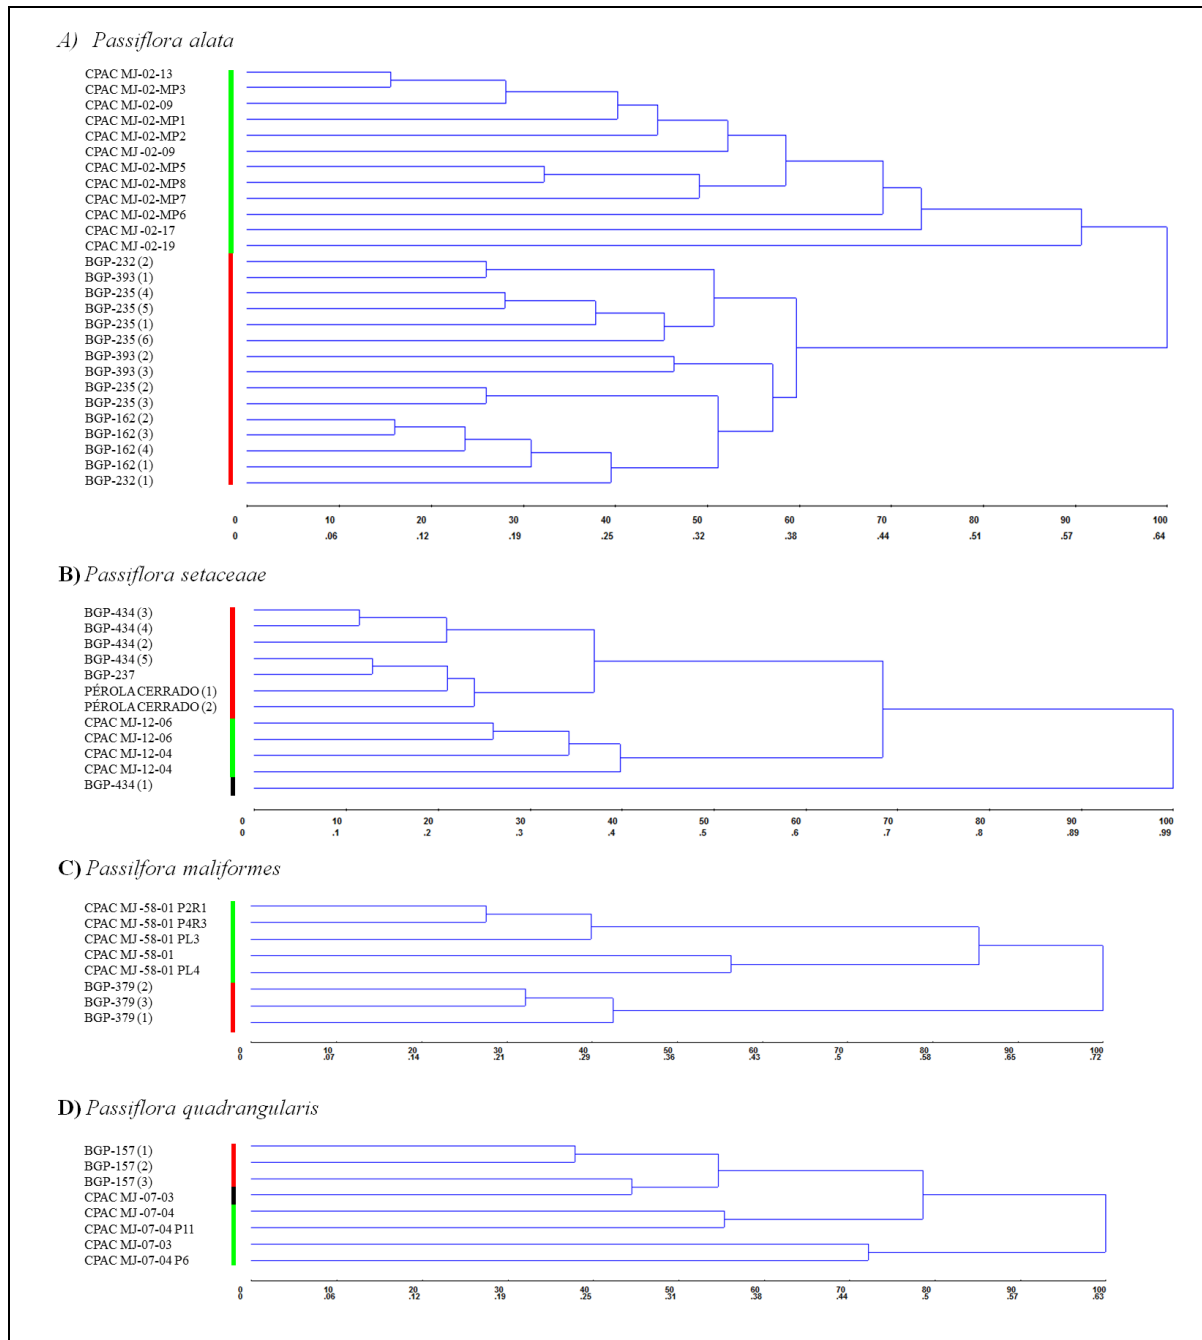 A) Passiflora alata
CPAC MJ-02-13
CPAC MJ-02-MP3
CPAC MJ-02-09
CPAC MJ-02-MP1
CPAC MJ-02-MP2
CPAC MJ -02-09
CPAC MJ-02-MP5
CPAC MJ-02-MP8
CPAC MJ-02-MP7
CPAC MJ-02-MP6
CPAC MJ -02-17
CPAC MJ -02-19
BGP-232 (2)
BGP-393 (1)
BGP-235 (4)
BGP-235 (5)
BGP-235 (1)
BGP-235 (6)
BGP-393 (2)
BGP-393 (3)
BGP-235 (2)
BGP-235 (3)
BGP-162 (2)
BGP-162 (3)
BGP-162 (4)
BGP-162 (1)
BGP-232 (1)
0 10 20 30 40 50 60 70 80 90 100
0 .06 .12 .19 .25 .32 .38 .44 .51 .57 .64
B) Passiflora setaceaae
BGP-434 (3)
BGP-434 (4)
BGP-434 (2)
BGP-434 (5)
BGP-237
PÉROLA CERRADO (1)
PÉROLA CERRADO (2)
CPAC MJ-12-06
CPAC MJ-12-06
CPAC MJ-12-04
CPAC MJ-12-04
BGP-434 (1)
0 10 20 30 40 50 60 70 80 90 100
0 .1 .2 .3 .4 .5 .6 .7 .8 .89 .99
C) Passilfora maliformes
CPAC MJ -58-01 P2R1
CPAC MJ -58-01 P4R3
CPAC MJ -58-01 PL3
CPAC MJ -58-01
CPAC MJ -58-01 PL4
BGP-379 (2)
BGP-379 (3)
BGP-379 (1)
0 10 20 30 40 50 60 70 80 90 100
0 .07 .14 .21 .29 .36 .43 .5 .58 .65 .72
D) Passiflora quadrangularis
BGP-157 (1)
BGP-157 (2)
BGP-157 (3)
CPAC MJ -07-03
CPAC MJ -07-04
CPAC MJ-07-04 P11
CPAC MJ-07-03
CPAC MJ-07-04 P6
0 10 20 30 40 50 60 70 80 90 100
0 .06 .12 .19 .25 .31 .38 .44 .5 .57 .63